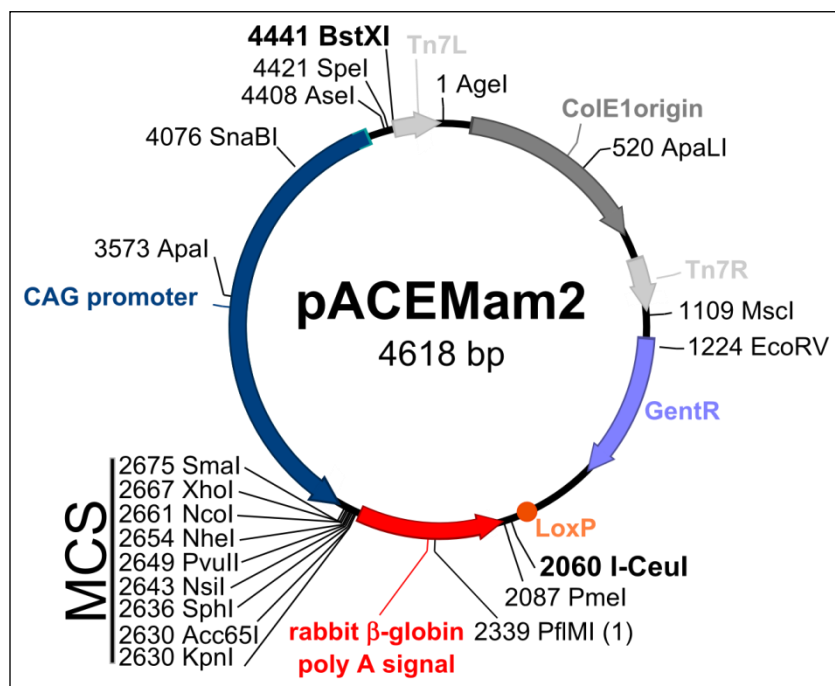 4441 BstXI
Tn7L
4421 SpeI
4408 AseI
1 AgeI
ColE1origin
520 ApaLI
4076 SnaBI
3573 ApaI
CAG promoter
pACEMam2
4618 bp
Tn7R
1109 MscI
1224 EcoRV
GentR
MCS
2675 SmaI
2667 XhoI
2661 NcoI
2654 NheI
2649 PvuII
2643 NsiI
2636 SphI
2630 Acc65I
2630 KpnI
LoxP
2060 I-CeuI
2087 PmeI
2339 PflMI (1)
rabbit β-globin
poly A signal